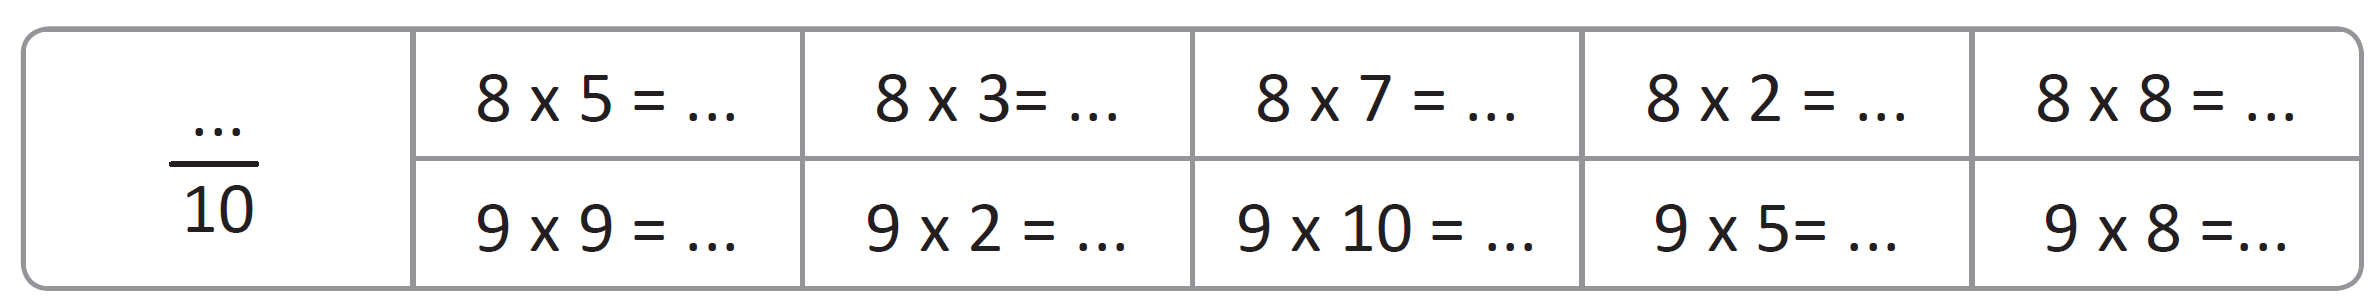 ...
10
8 x 5 = ...
8 x 3= ...
8 x 7 = ...
8 x 2 = ...
8 x 8 = ...
9 x 9 = ...
9 x 2 = ...
9 x 10 = ...
9 x 5= ...
9 x 8 =...